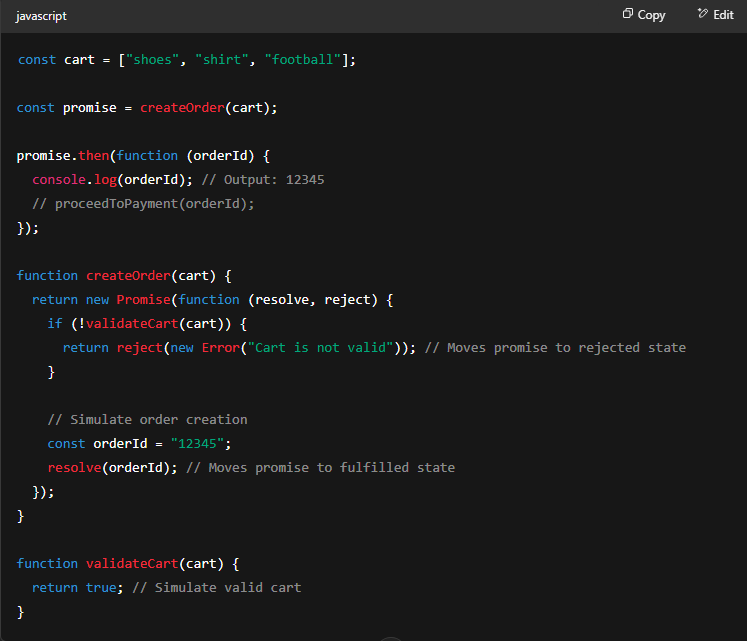 javascript
Copy
Edit
const cart = ["shoes", "shirt", "football"];
const promise = createOrder(cart);
promise.then(function (orderId) {
  console.log(orderId); // Output: 12345
  // proceedToPayment(orderId);
});
function createOrder(cart) {
  return new Promise(function (resolve, reject) {
    if (!validateCart(cart)) {
      return reject(new Error("Cart is not valid")); // Moves promise to rejected state
    }
    // Simulate order creation
    const orderId = "12345";
    resolve(orderId); // Moves promise to fulfilled state
  });
}
function validateCart(cart) {
  return true; // Simulate valid cart
}